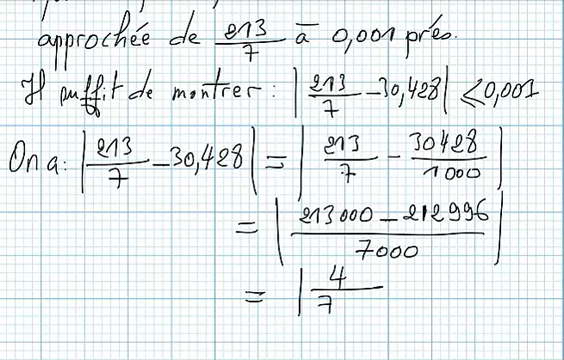 approchée de 213/7 à 0,001 près.
Il suffit de montrer : |213/7 - 30,428| ≤ 0,001
On a : |213/7 - 30,428| = |213/7 - 30428/1000|
= |213000 - 212996/7000|
= |4/7